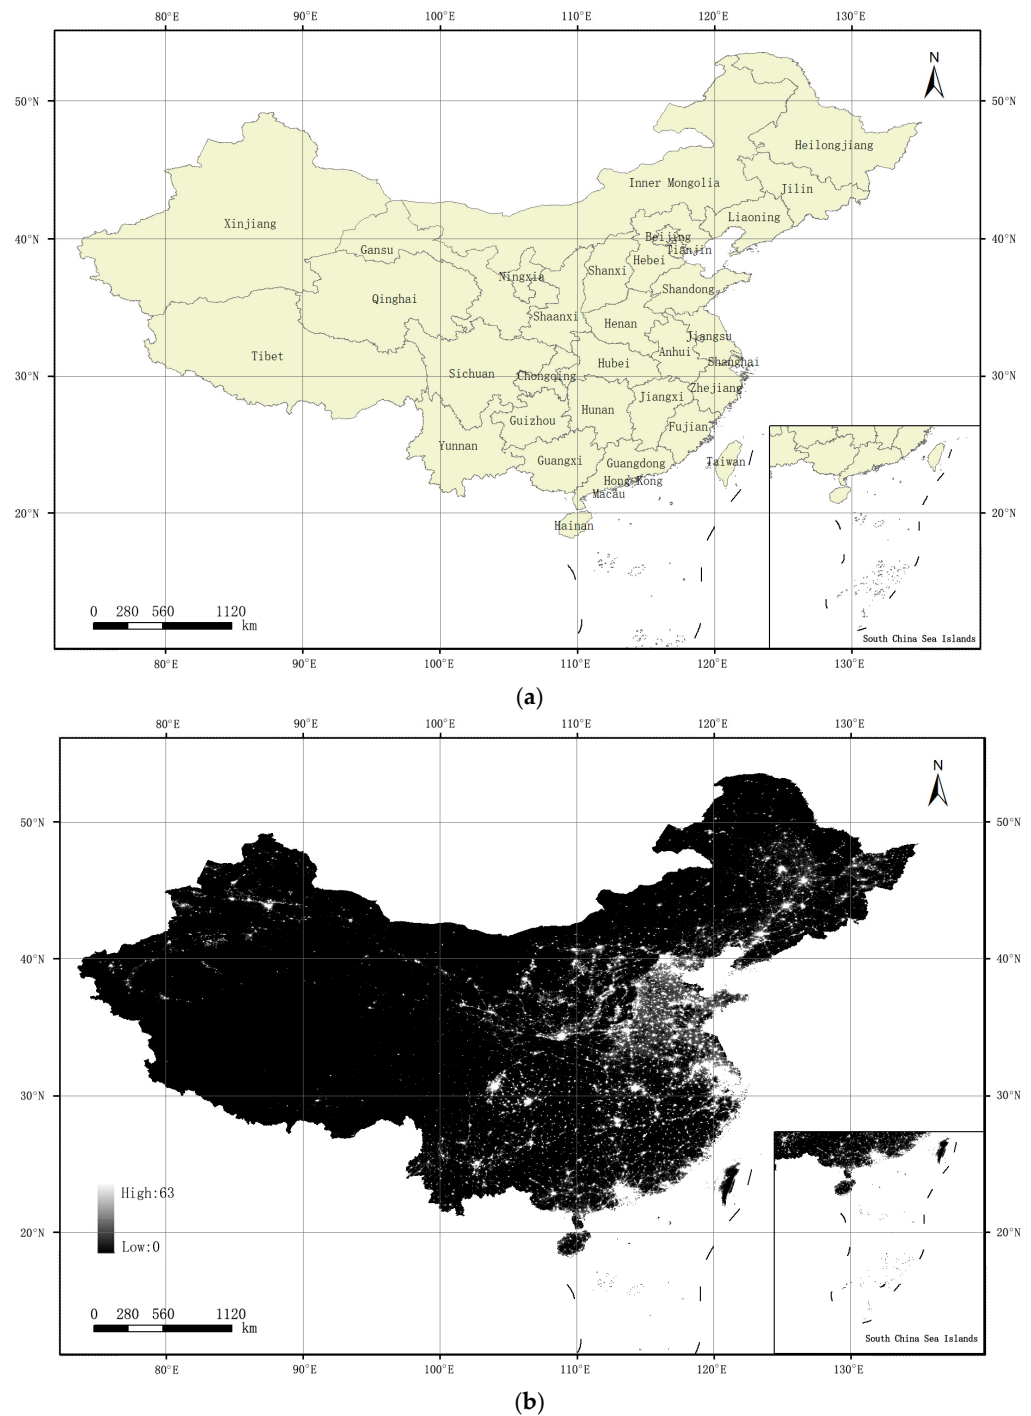 80°E 90°E 100°E 110°E 120°E 130°E
N
50°N 50°N
Heilongjiang
Inner Mongolia
Jilin
Liaoning
Xinjiang
40°N Beijing 40°N
Gansu Tianjin
Hebei
Shanxi
Ningxia
Shandong
Qinghai
Shaanxi
Henan
Jiangsu
Anhui
Tibet
Hubei
Shanghai
Sichuan
30°N Chongqing 30°N
Zhejiang
Jiangxi
Hunan
Guizhou
Fujian
Yunnan
Guangxi
Guangdong
Taiwan
Hong Kong
Macau
20°N 20°N
Hainan
0 280 560 1120
km
South China Sea Islands
80°E 90°E 100°E 110°E 120°E 130°E
(a)
80°E 90°E 100°E 110°E 120°E 130°E
N
50°N 50°N
40°N 40°N
30°N 30°N
High:63
20°N 20°N
Low:0
0 280 560 1120
km
South China Sea Islands
80°E 90°E 100°E 110°E 120°E 130°E
(b)